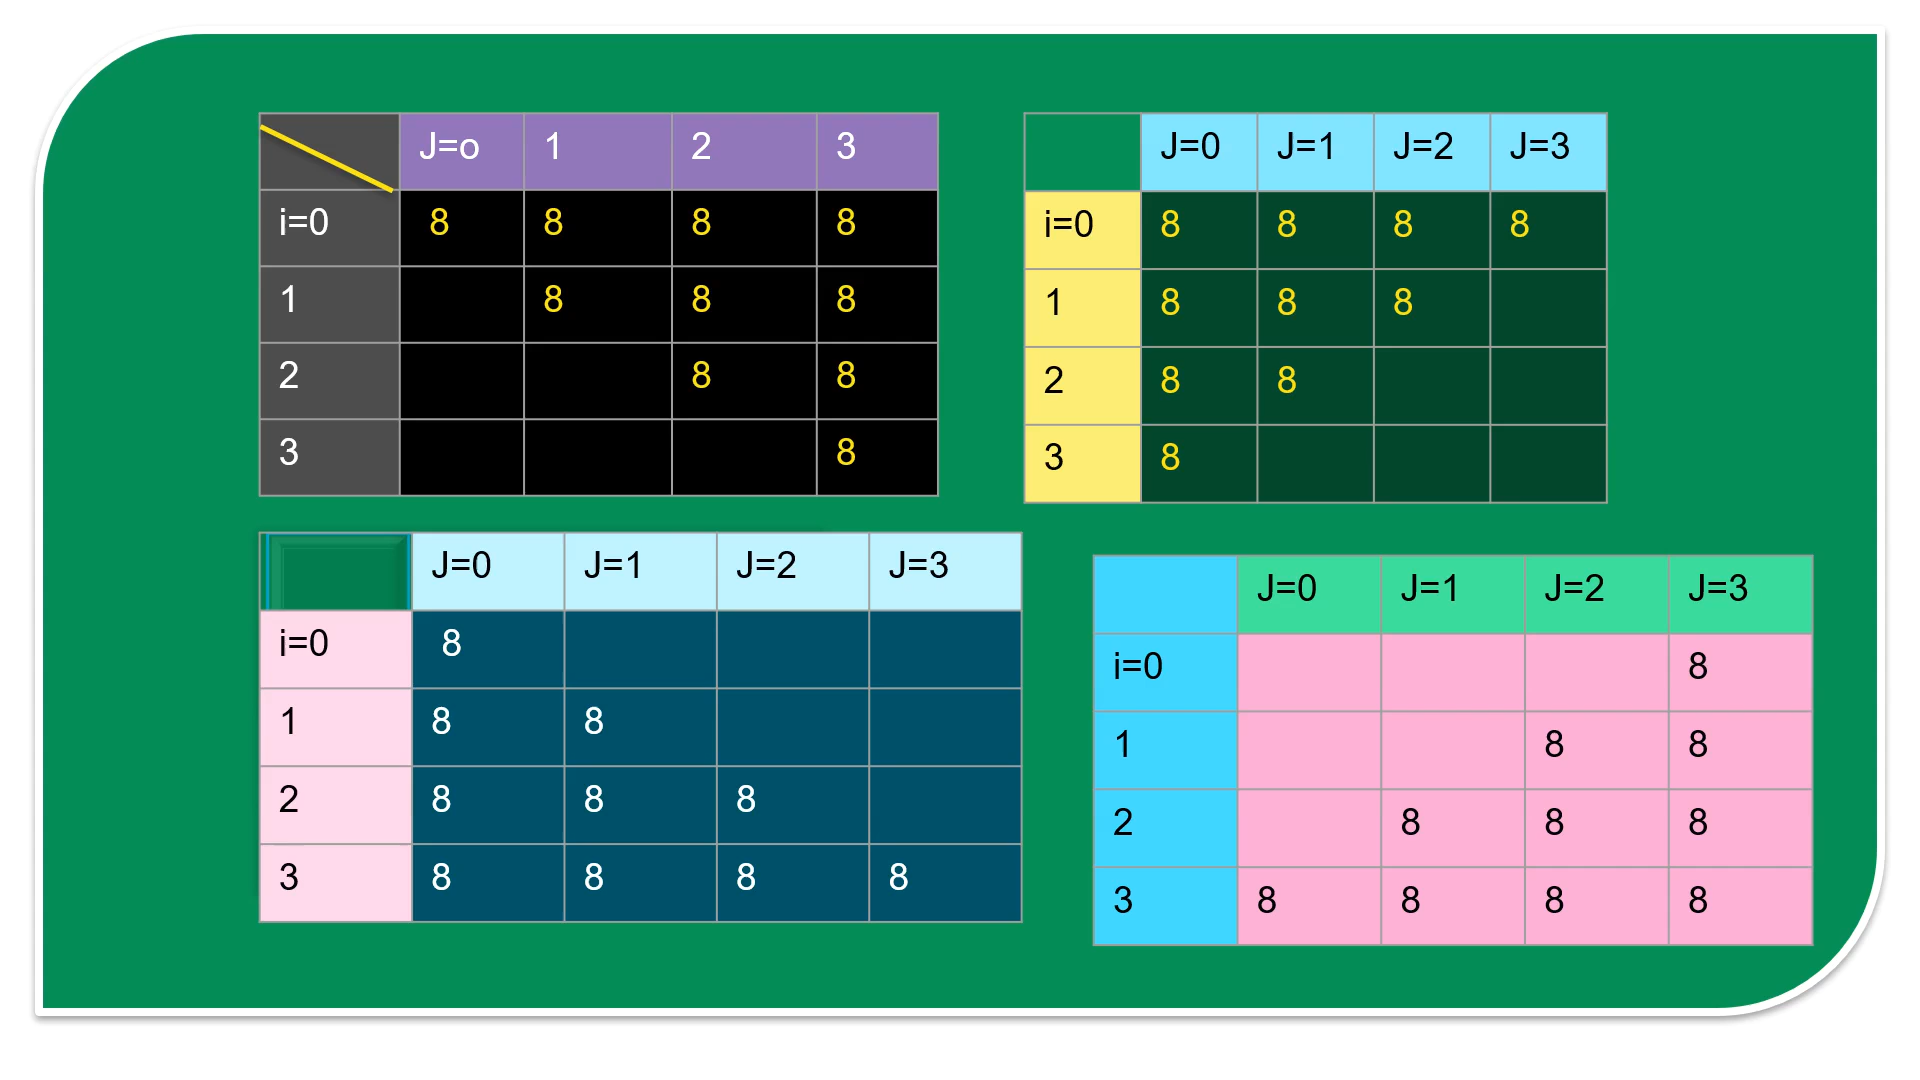 J=o 1 2 3
i=0 8 8 8 8
1 8 8 8
2 8 8
3 8
J=0 J=1 J=2 J=3
i=0 8 8 8 8
1 8 8 8
2 8 8
3 8
J=0 J=1 J=2 J=3
i=0 8
1 8 8
2 8 8 8
3 8 8 8 8
J=0 J=1 J=2 J=3
i=0 8
1 8 8
2 8 8 8
3 8 8 8 8